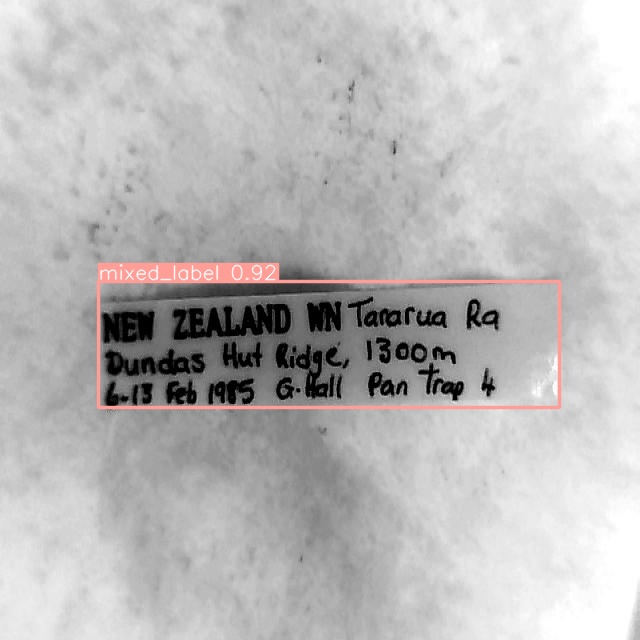 mixed_label 0.92
NEW ZEALAND WN Tararua Ra
Dundas Hut Ridge, 1300m
6-13 Feb 1985 G. Hall Pan Trap 4